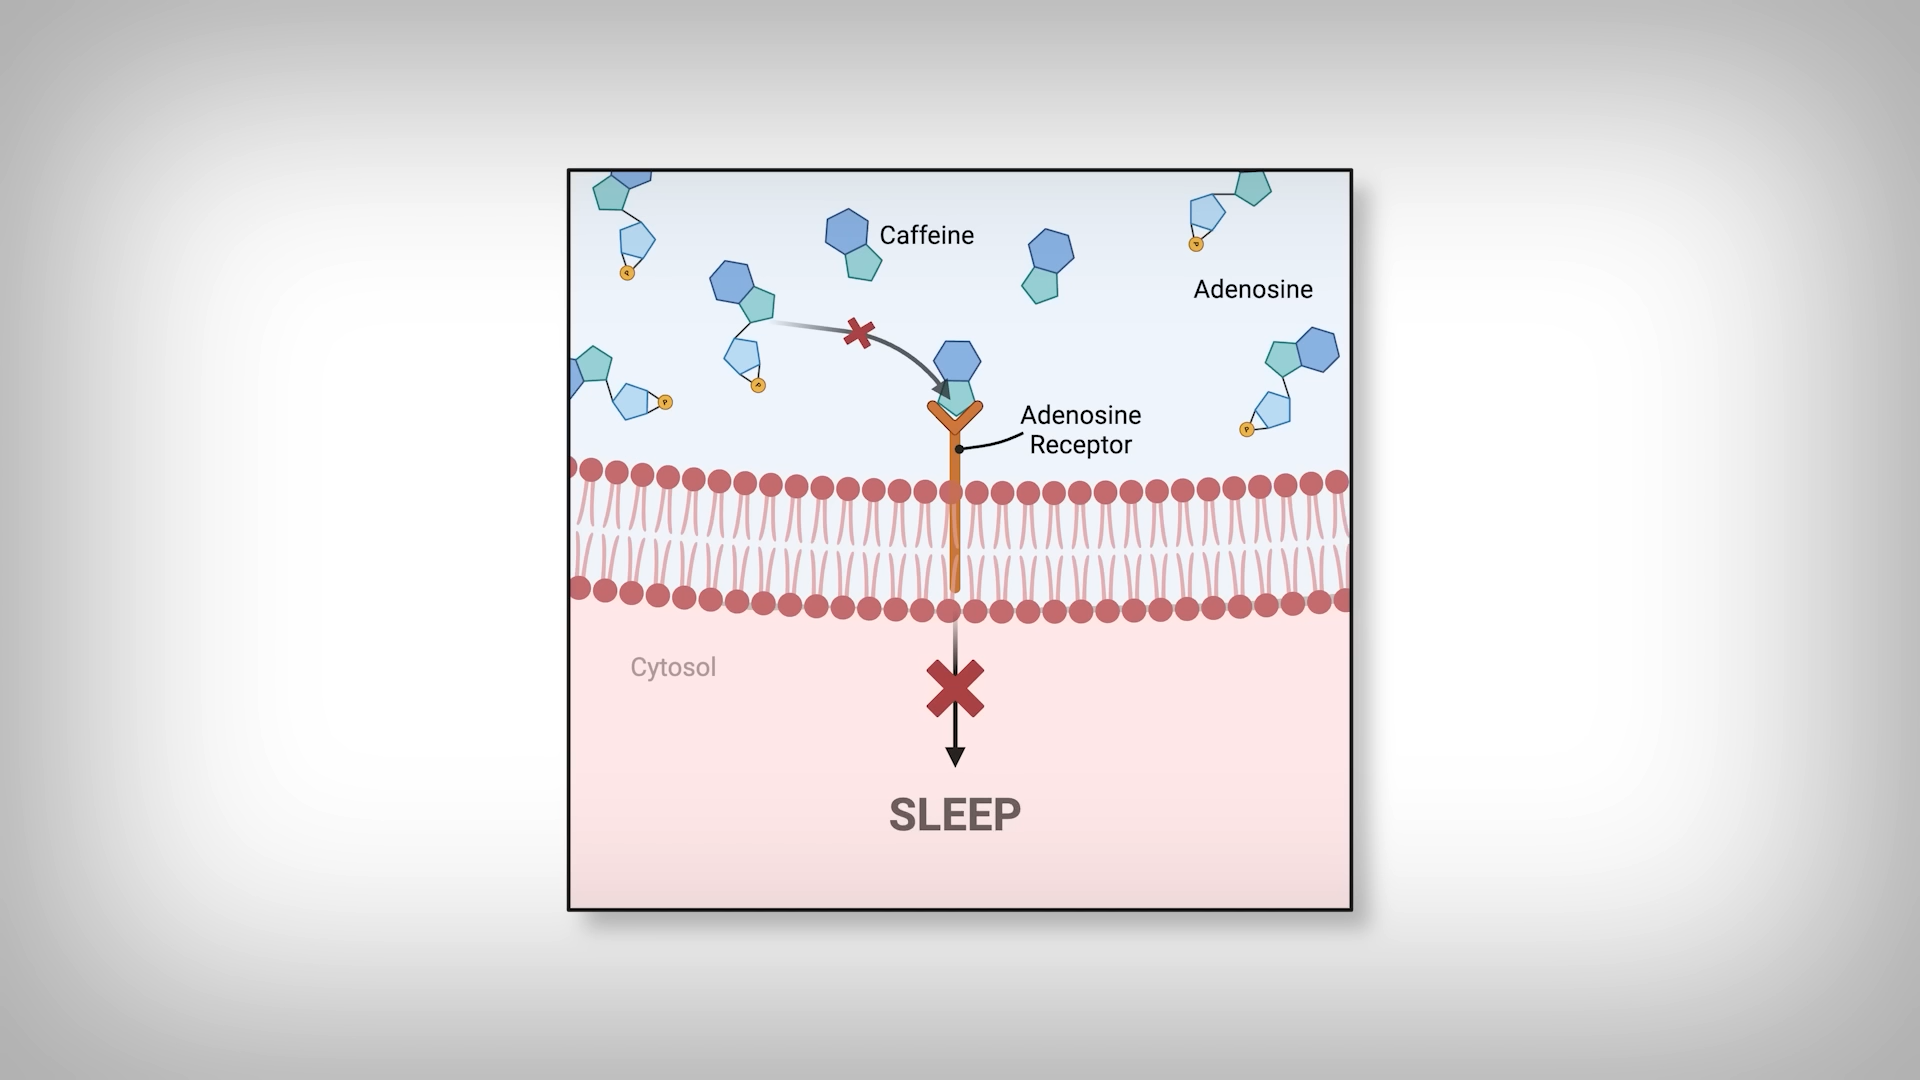 Caffeine
Adenosine
Adenosine
Receptor
Cytosol
SLEEP
P
P
P
P
P